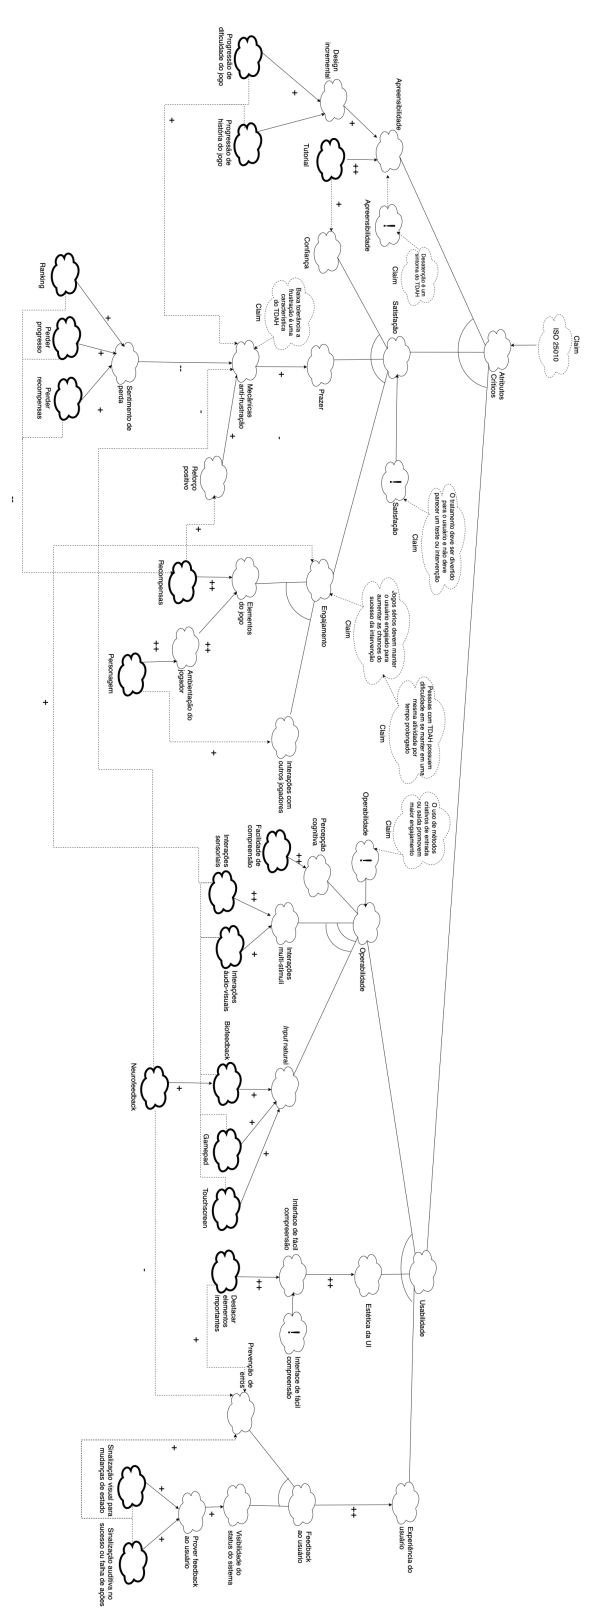 Claim
ISO 25010
Atributos
Críticos
Desatenção é um
sintoma do TDAH
Claim
Apreensibilidade
!
Apreensibilidade
Design
incremental
+
++
+
Progressão de
dificuldade do jogo
Progressão de
história do jogo
Tutorial
+
+
Confiança
Satisfação
O tratamento deve ser divertido
para o usuário e não deve
parecer um teste ou intervenção
Claim
!
Satisfação
Baixa tolerância a
frustração é uma
característica
do TDAH
Claim
Prazer
+
Mecânicas
anti-frustração
--
-
-
+
Sentimento de
perda
+
+
+
Ranking
Perder
progresso
Perder
recompensas
--
Reforço
positivo
+
Jogos sérios devem manter
o usuário engajado para
aumentar as chances do
sucesso da intervenção
Claim
Pessoas com TDAH possuem
dificuldade em se manter em uma
mesma atividade por
tempo prolongado
Claim
Engajamento
Elementos
do jogo
++
++
Recompensas
Ambientação do
jogador
++
Personagem
+
Interações com
outros jogadores
+
O uso de métodos
criativos de entrada
ou saída promovem
maior engajamento
Claim
Operabilidade
!
Operabilidade
Percepção
cognitiva
++
Facilidade de
compreensão
Interações
multi-stimuli
++
+
Interações
sensoriais
Interações
áudio-visuais
Input natural
+
+
+
Biofeedback
Gamepad
Touchscreen
+
Neurofeedback
-
Usabilidade
Estética da UI
++
Interface de fácil
compreensão
!
Interface de fácil
compreensão
++
Destacar
elementos
importantes
+
Prevenção de
erros
+
Experiência do
usuário
++
Feedback
ao usuário
Visibilidade do
status do sistema
+
Prover feedback
ao usuário
+
+
Sinalização visual para
mudanças de estado
Sinalização auditiva no
sucesso ou falha de ações